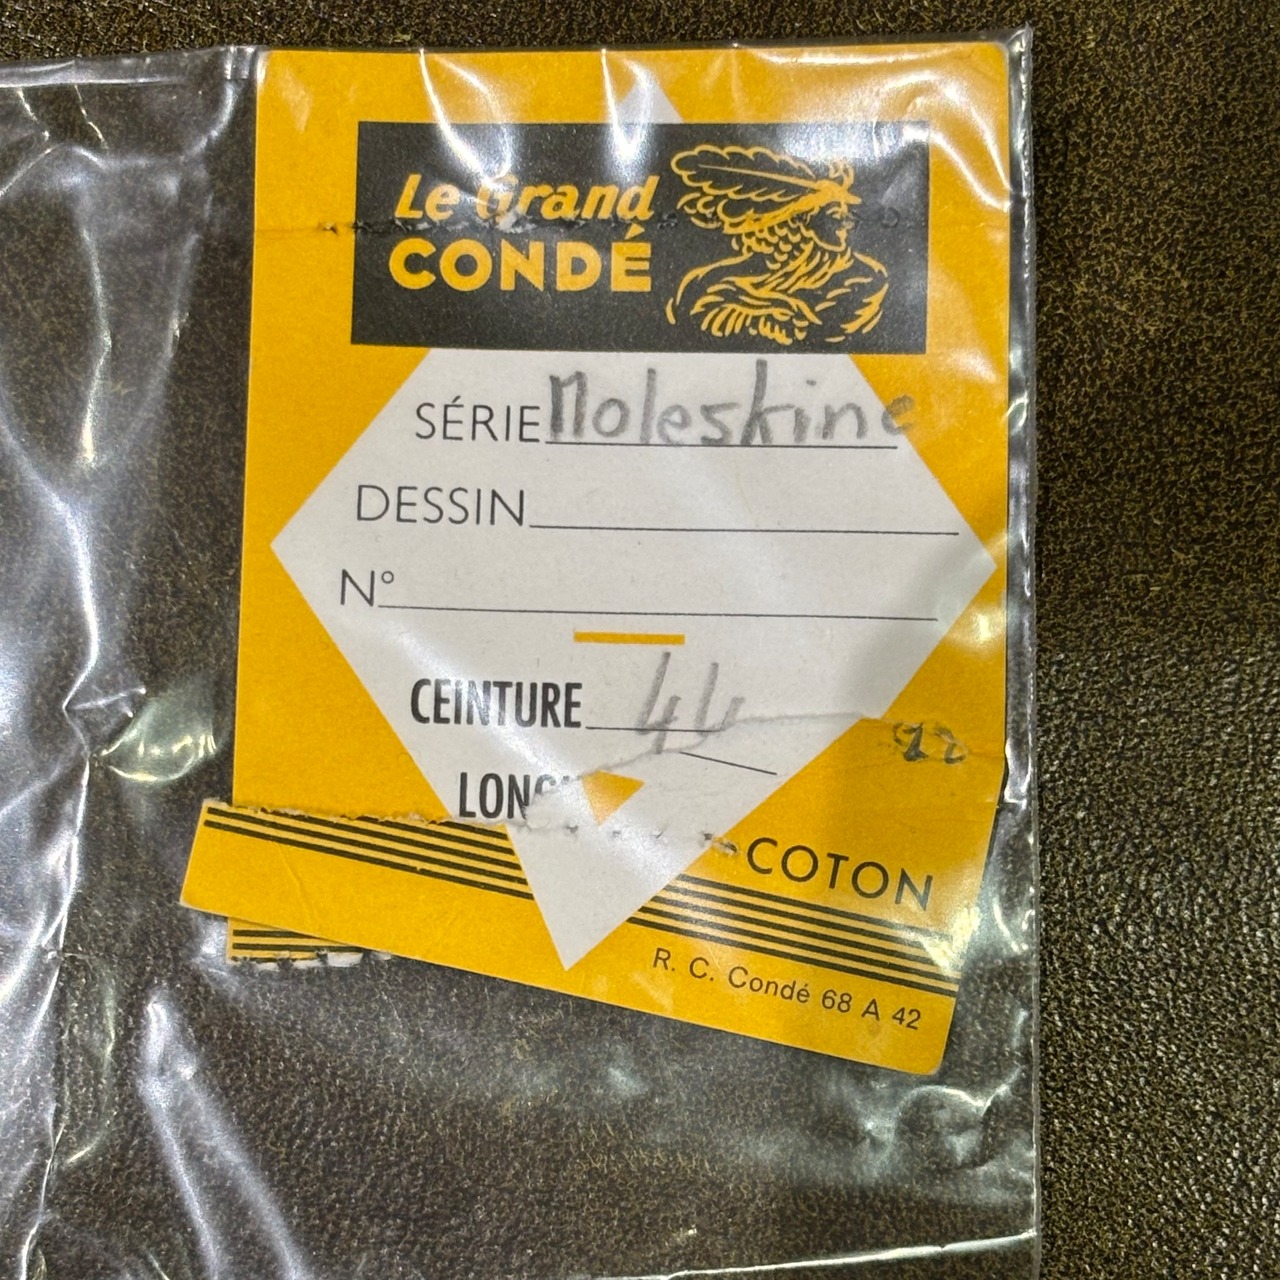 Le Grand
CONDÉ
SÉRIE Moleskine
DESSIN
N°
CEINTURE 44
LONG
COTON
R. C. Condé 68 A 42